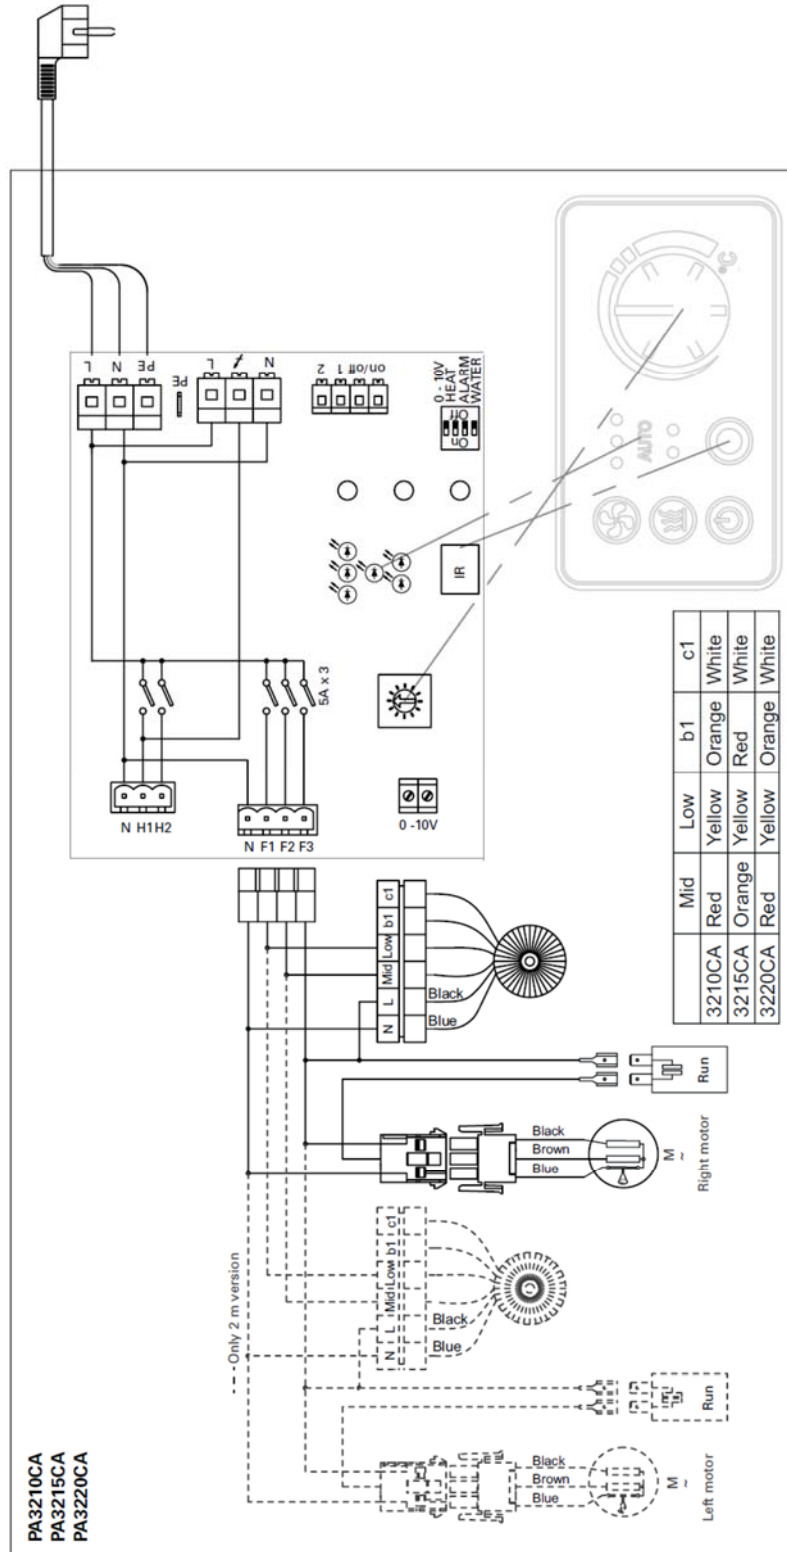 L N PE
PE
L N
2 1 on/off
0 - 10V
HEAT
ALARM
WATER
On Off
AUTO
°C
IR
5A x 3
N H1 H2
N F1 F2 F3
0 -10V
Mid Low b1 c1
3210CA Red Yellow Orange White
3215CA Orange Yellow Red White
3220CA Red Yellow Orange White
N L Mid Low b1 c1
Black
Blue
Run
Black
Brown
Blue
M
~
Right motor
Only 2 m version
N L Mid Low b1 c1
Black
Blue
Run
Black
Brown
Blue
M
~
Left motor
PA3210CA
PA3215CA
PA3220CA